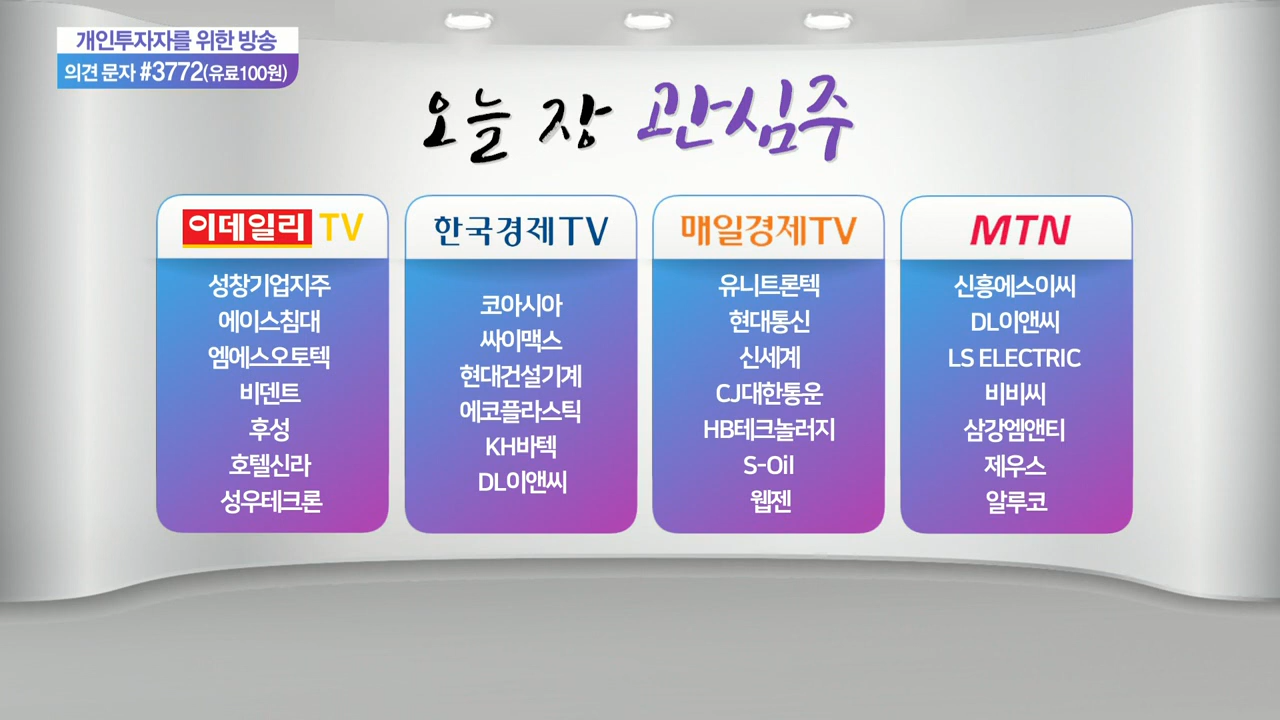 개인투자자를 위한 방송
의견 문자 #3772(유료100원)
오늘 장 관심주
이데일리 TV
성창기업지주
에이스침대
엠에스오토텍
비덴트
후성
호텔신라
성우테크론
한국경제TV
코아시아
싸이맥스
현대건설기계
에코플라스틱
KH바텍
DL이앤씨
매일경제TV
유니트론텍
현대통신
신세계
CJ대한통운
HB테크놀러지
S-Oil
웹젠
MTN
신흥에스이씨
DL이앤씨
LS ELECTRIC
비비씨
삼강엠앤티
제우스
알루코